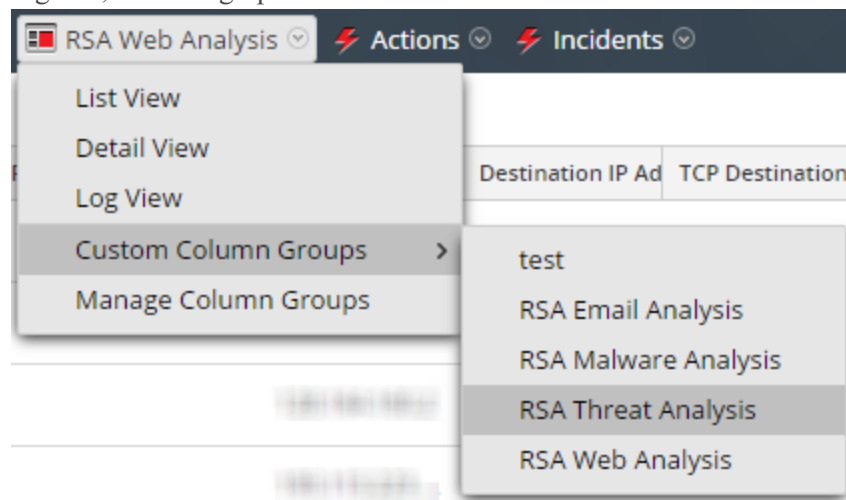 RSA Web Analysis Actions Incidents
List View
Detail View
Log View
Custom Column Groups >
Manage Column Groups
Destination IP Ad TCP Destination
test
RSA Email Analysis
RSA Malware Analysis
RSA Threat Analysis
RSA Web Analysis